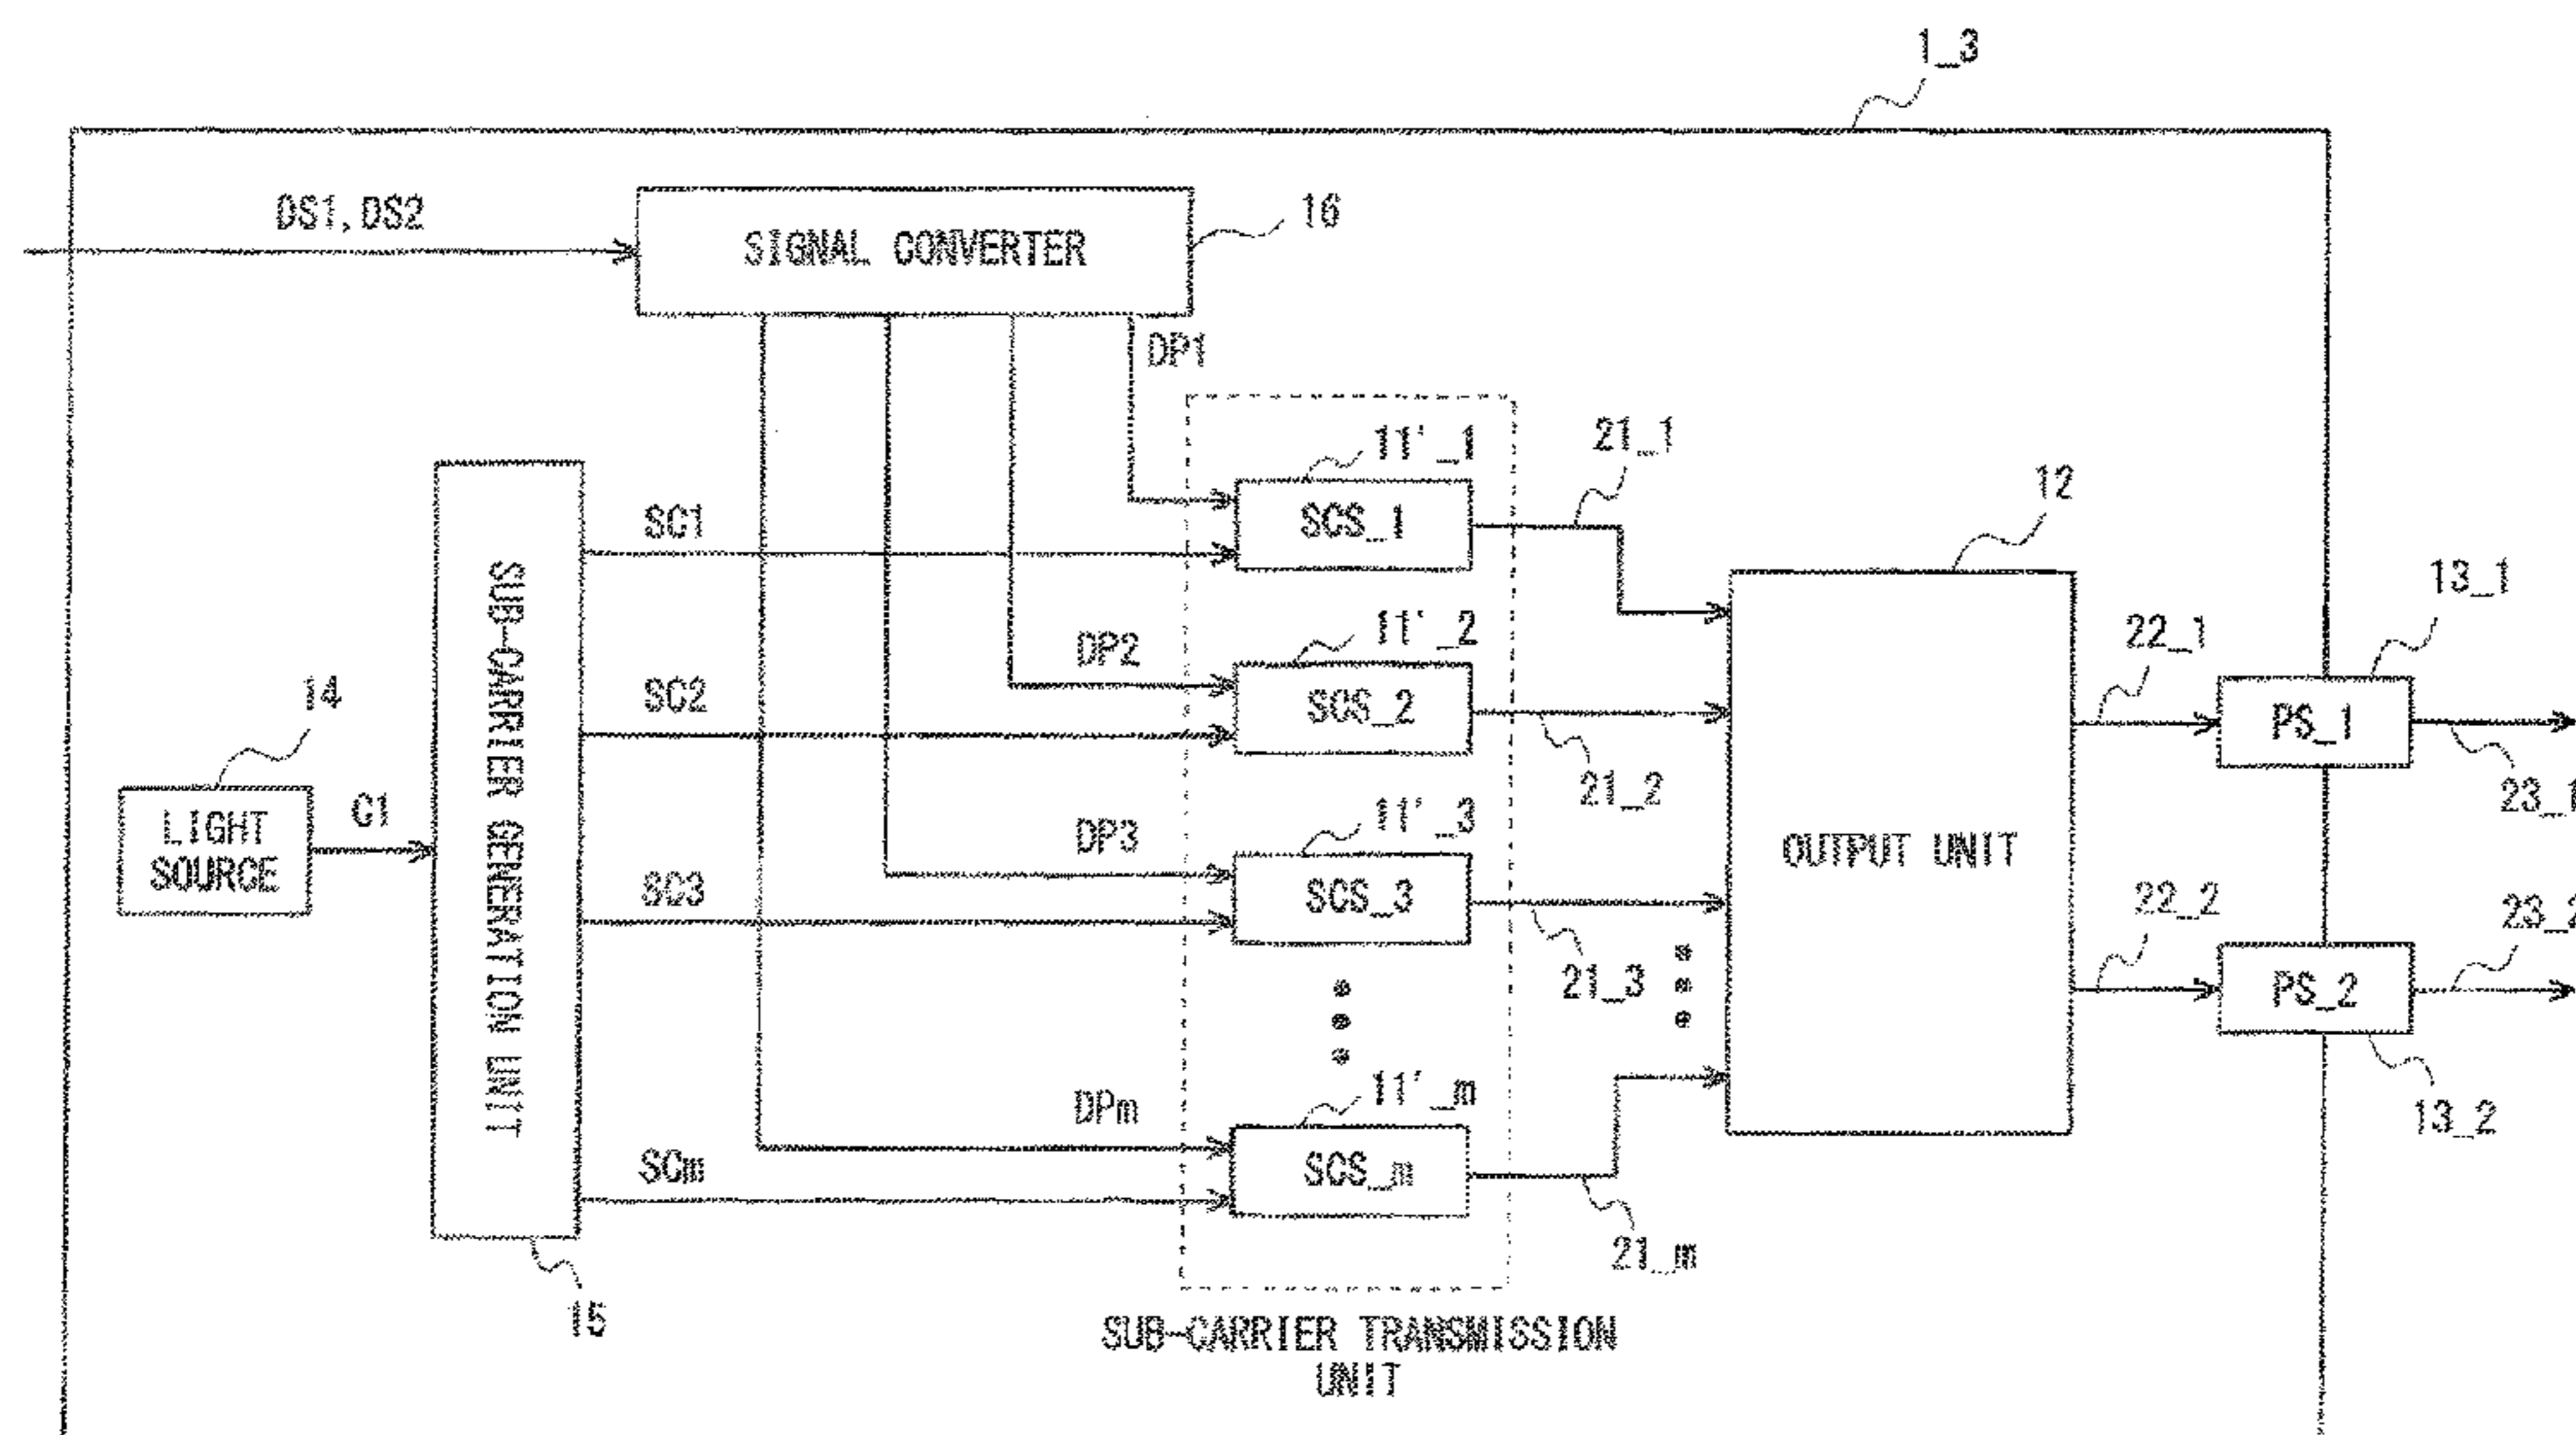 1_3
DS1, DS2
SIGNAL CONVERTER
16
DP1
11'_1
21_1
SCS_1
SC1
12
13_1
11'_2
DP2
22_1
SC2
SCS_2
14
PS_1
21_2
23_1
C1
LIGHT
SOURCE
SUB-CARRIER GENERATION UNIT
11'_3
DP3
SC3
SCS_3
OUTPUT UNIT
22_2
23_2
21_3
PS_2
11'_m
DPm
13_2
SCm
SCS_m
21_m
15
SUB-CARRIER TRANSMISSION
UNIT